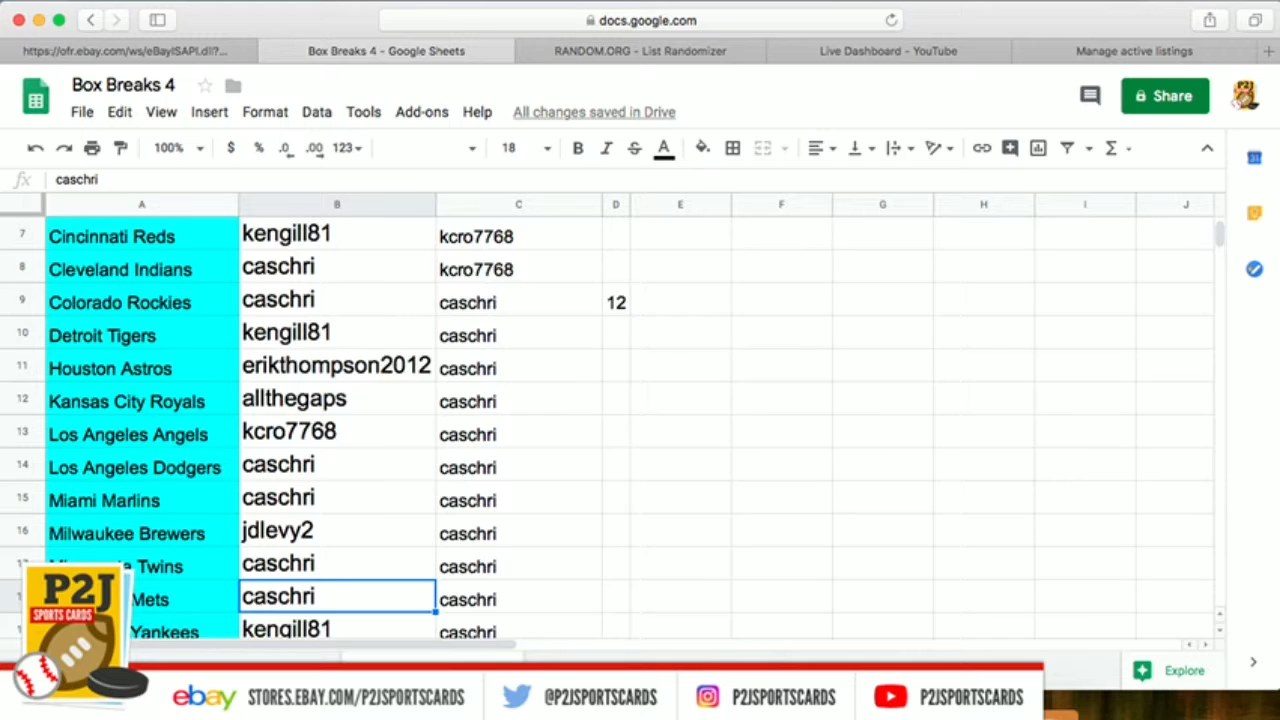 docs.google.com
https://ofr.ebay.com/ws/eBayISAPI.dll?...
Box Breaks 4 - Google Sheets
RANDOM.ORG - List Randomizer
Live Dashboard - YouTube
Manage active listings
Box Breaks 4
File Edit View Insert Format Data Tools Add-ons Help All changes saved in Drive
Share
100% $ % .0 .00 123 18 B I S A
fx caschri
A B C D E F G H I J
7 Cincinnati Reds kengill81 kcro7768
8 Cleveland Indians caschri kcro7768
9 Colorado Rockies caschri caschri 12
10 Detroit Tigers kengill81 caschri
11 Houston Astros erikthompson2012 caschri
12 Kansas City Royals allthegaps caschri
13 Los Angeles Angels kcro7768 caschri
14 Los Angeles Dodgers caschri caschri
15 Miami Marlins caschri caschri
16 Milwaukee Brewers jdlevy2 caschri
Twins caschri caschri
Mets caschri caschri
Yankees kengill81 caschri
Explore
P2J
SPORTS CARDS
ebay STORES.EBAY.COM/P2JSPORTSCARDS @P2JSPORTSCARDS P2JSPORTSCARDS P2JSPORTSCARDS